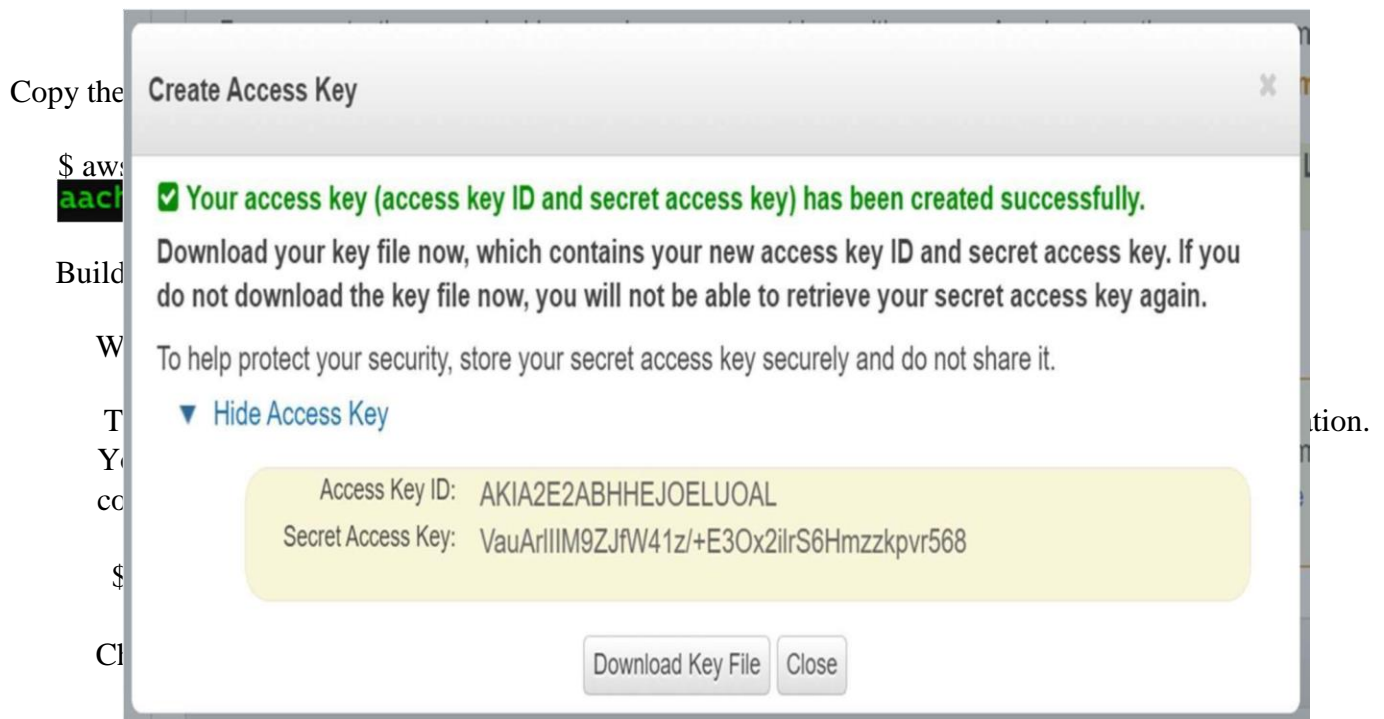 Create Access Key
Copy the
$ aws
Your access key (access key ID and secret access key) has been created successfully.
Download your key file now, which contains your new access key ID and secret access key. If you
Build
do not download the key file now, you will not be able to retrieve your secret access key again.
To help protect your security, store your secret access key securely and do not share it.
Hide Access Key
Access Key ID: AKIA2E2ABHHEJOELUOAL
Secret Access Key:
$
Download Key File Close